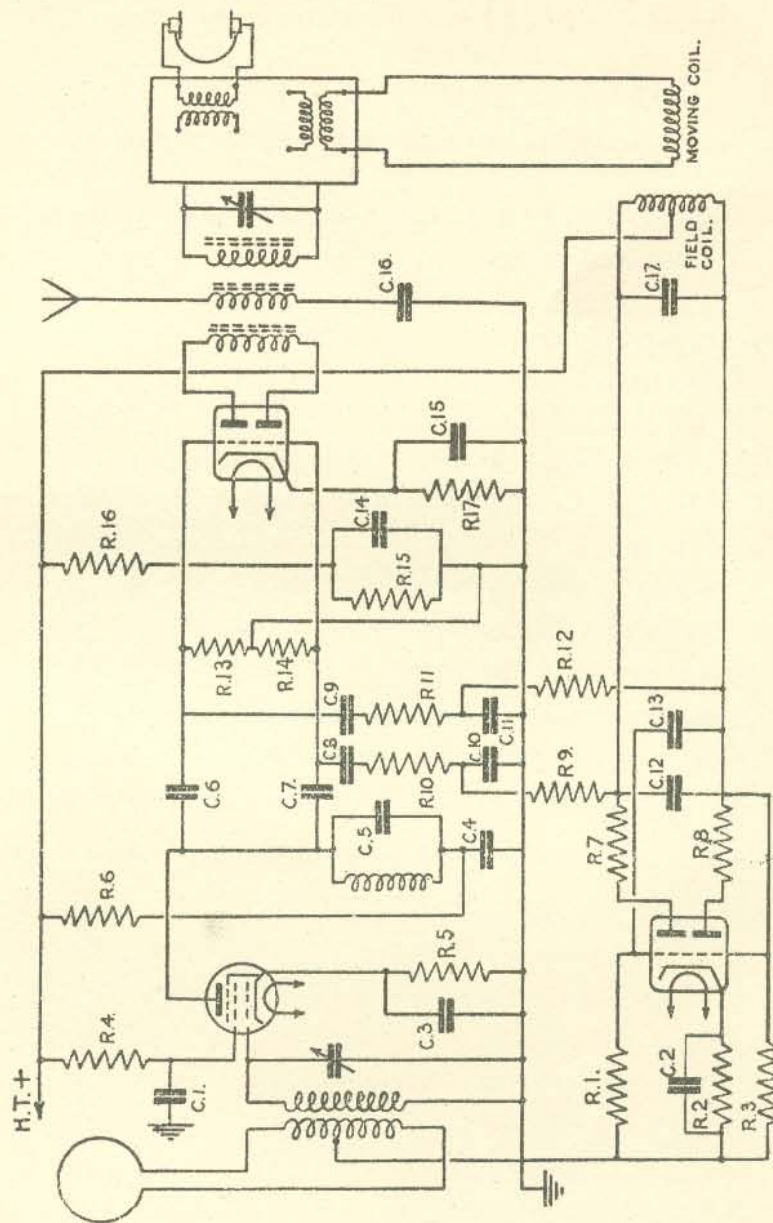 H.T.+
R.4.
C.1.
R.6
R.16
C.6
C.7.
R.13
R.14
C.3
R.5
C.5
C.4
C.8
C.9
R.10
R.11
C.10
C.11
C.14
R.15
R.17
C.15
C.16.
MOVING COIL.
R.1.
C.2
R.2
R.3
R.7
R.8
R.9.
C.12
C.13
R.12
C.17.
FIELD
COIL.